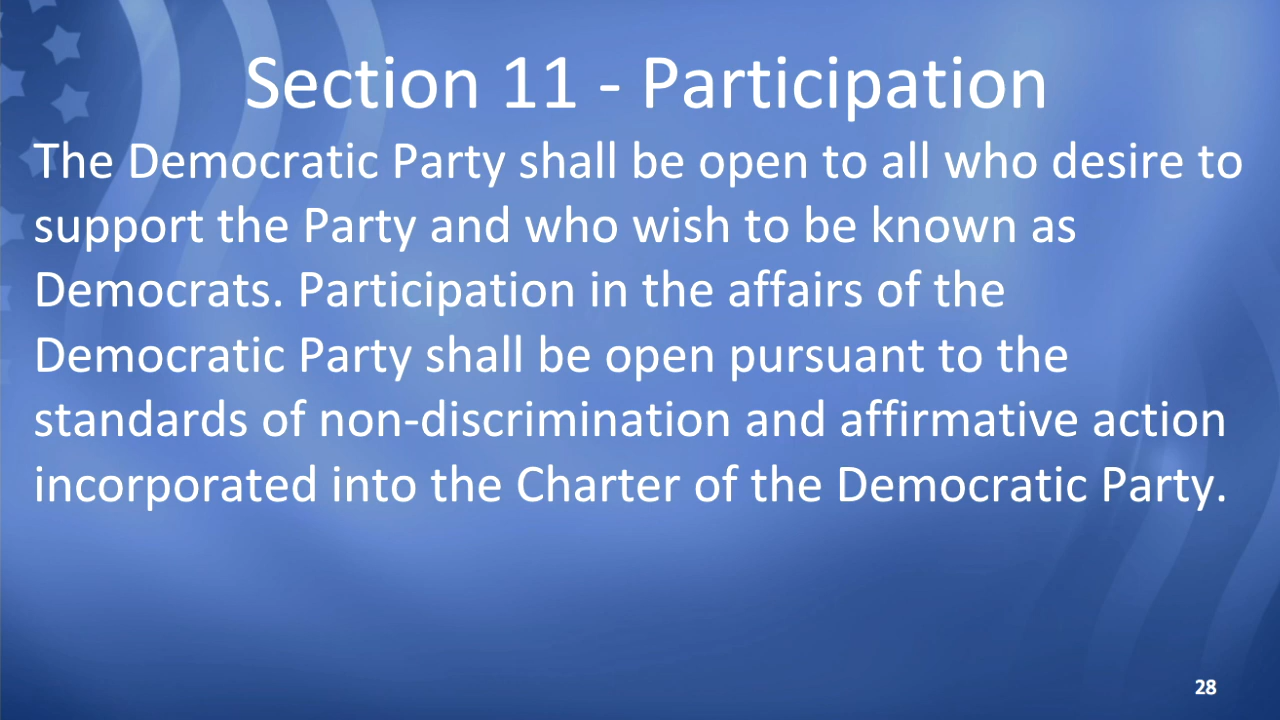 Section 11 - Participation
The Democratic Party shall be open to all who desire to
support the Party and who wish to be known as
Democrats. Participation in the affairs of the
Democratic Party shall be open pursuant to the
standards of non-discrimination and affirmative action
incorporated into the Charter of the Democratic Party.
28